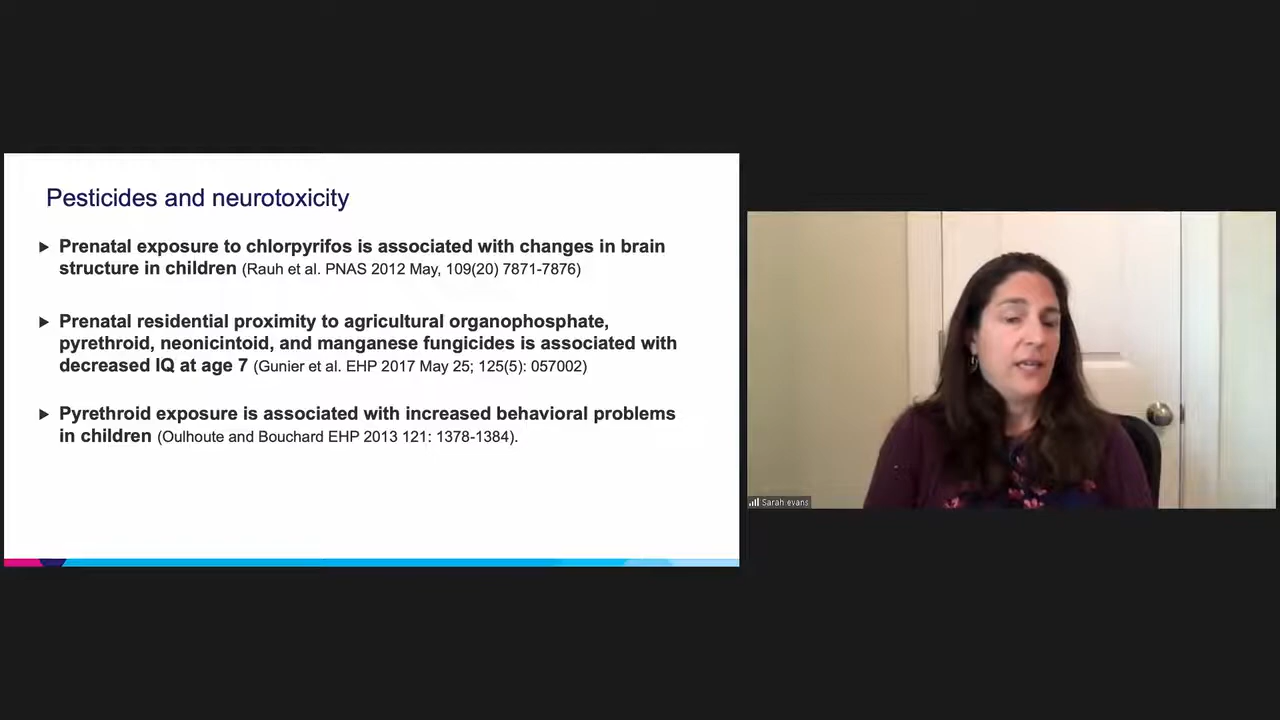 Pesticides and neurotoxicity
Prenatal exposure to chlorpyrifos is associated with changes in brain
structure in children (Rauh et al. PNAS 2012 May, 109(20) 7871-7876)
Prenatal residential proximity to agricultural organophosphate,
pyrethroid, neonicintoid, and manganese fungicides is associated with
decreased IQ at age 7 (Gunier et al. EHP 2017 May 25; 125(5): 057002)
Pyrethroid exposure is associated with increased behavioral problems
in children (Oulhoute and Bouchard EHP 2013 121: 1378-1384).
Sarah evans